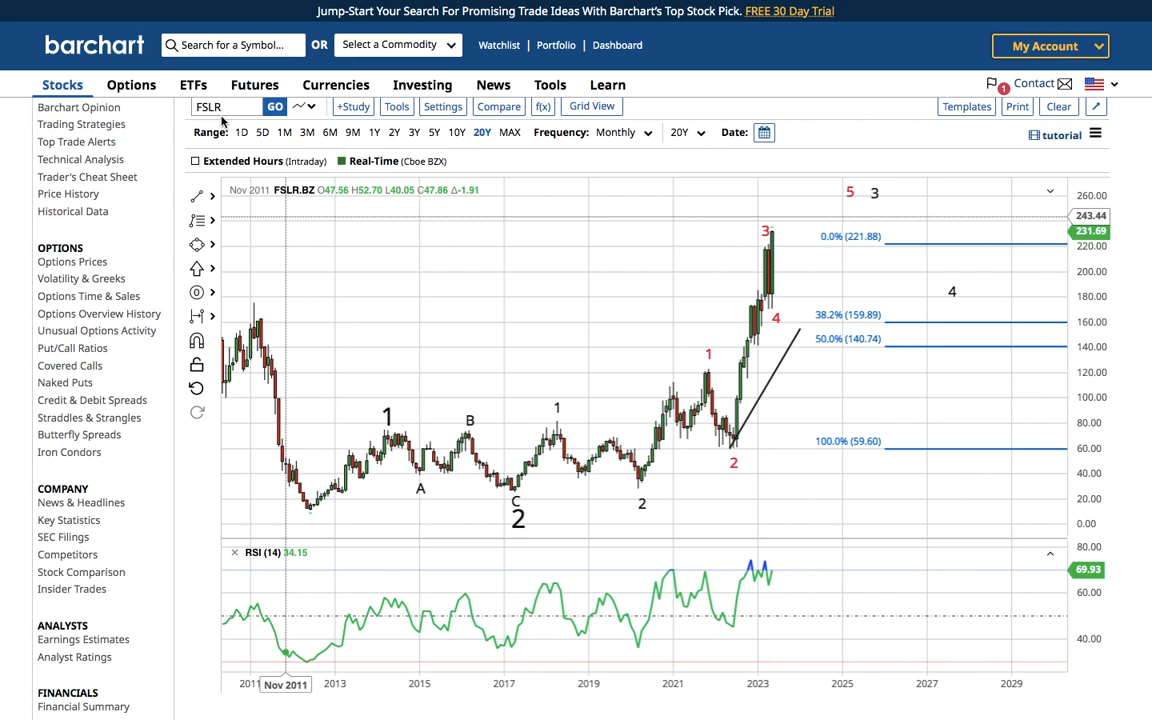 Jump-Start Your Search For Promising Trade Ideas With Barchart's Top Stock Pick. FREE 30 Day Trial
barchart Search for a Symbol... OR Select a Commodity Watchlist | Portfolio | Dashboard My Account
Stocks Options ETFs Futures Currencies Investing News Tools Learn 1 Contact
Barchart Opinion
Trading Strategies
Top Trade Alerts
Technical Analysis
Trader's Cheat Sheet
Price History
Historical Data
OPTIONS
Options Prices
Volatility & Greeks
Options Time & Sales
Options Overview History
Unusual Options Activity
Put/Call Ratios
Covered Calls
Naked Puts
Credit & Debit Spreads
Straddles & Strangles
Butterfly Spreads
Iron Condors
COMPANY
News & Headlines
Key Statistics
SEC Filings
Competitors
Stock Comparison
Insider Trades
ANALYSTS
Earnings Estimates
Analyst Ratings
FINANCIALS
Financial Summary
FSLR GO +Study Tools Settings Compare f(x) Grid View Templates Print Clear
Range: 1D 5D 1M 3M 6M 9M 1Y 2Y 3Y 5Y 10Y 20Y MAX Frequency: Monthly 20Y Date: tutorial
Extended Hours (Intraday) Real-Time (Cboe BZX)
Nov 2011 FSLR.BZ O47.56 H52.70 L40.05 C47.86 Δ-1.91
5 3
260.00
243.44
3 231.69
0.0% (221.88)
220.00
200.00
4
180.00
38.2% (159.89)
4
160.00
50.0% (140.74)
140.00
1
120.00
100.00
1 B 1
80.00
60.00
100.0% (59.60)
2
40.00
A
20.00
C 2
2
0.00
RSI (14) 34.15
80.00
69.93
60.00
40.00
2011 Nov 2011 2013 2015 2017 2019 2021 2023 2025 2027 2029